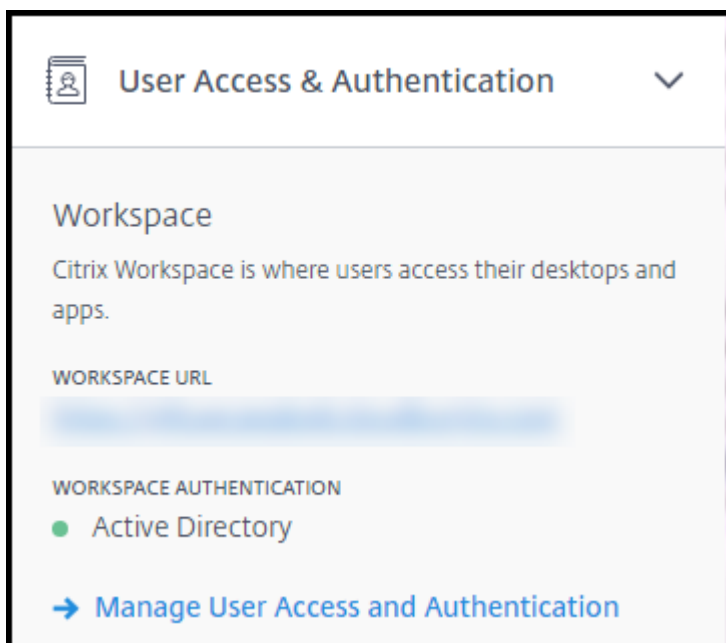 User Access & Authentication
Workspace
Citrix Workspace is where users access their desktops and
apps.
WORKSPACE URL
WORKSPACE AUTHENTICATION
Active Directory
Manage User Access and Authentication